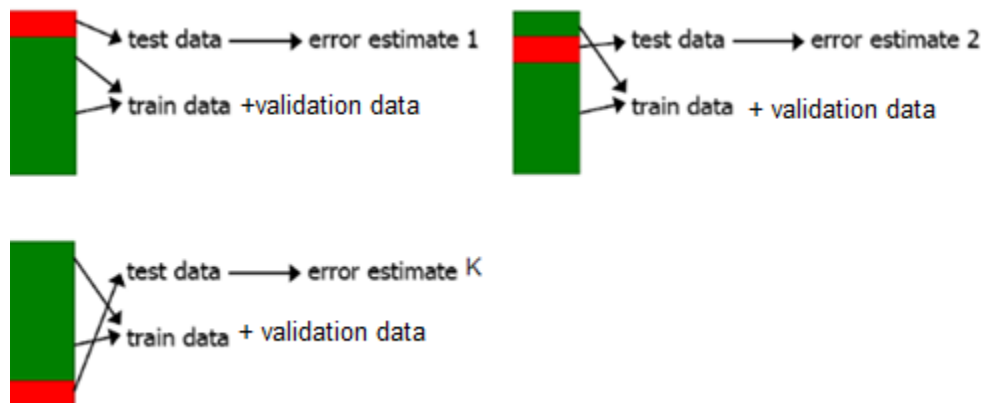 test data error estimate 1
train data +validation data
test data error estimate 2
train data + validation data
test data error estimate K
train data + validation data